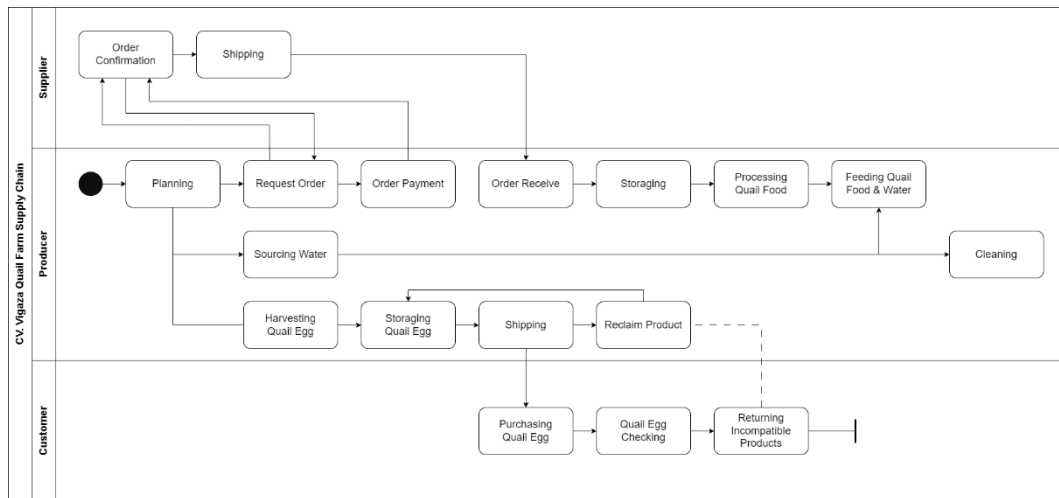 CV. Vigaza Quail Farm Supply Chain
Supplier
Order
Confirmation
Shipping
Producer
Planning
Request Order
Order Payment
Order Receive
Storaging
Processing
Quail Food
Feeding Quail
Food & Water
Sourcing Water
Cleaning
Harvesting
Quail Egg
Storaging
Quail Egg
Shipping
Reclaim Product
Customer
Purchasing
Quail Egg
Quail Egg
Checking
Returning
Incompatible
Products